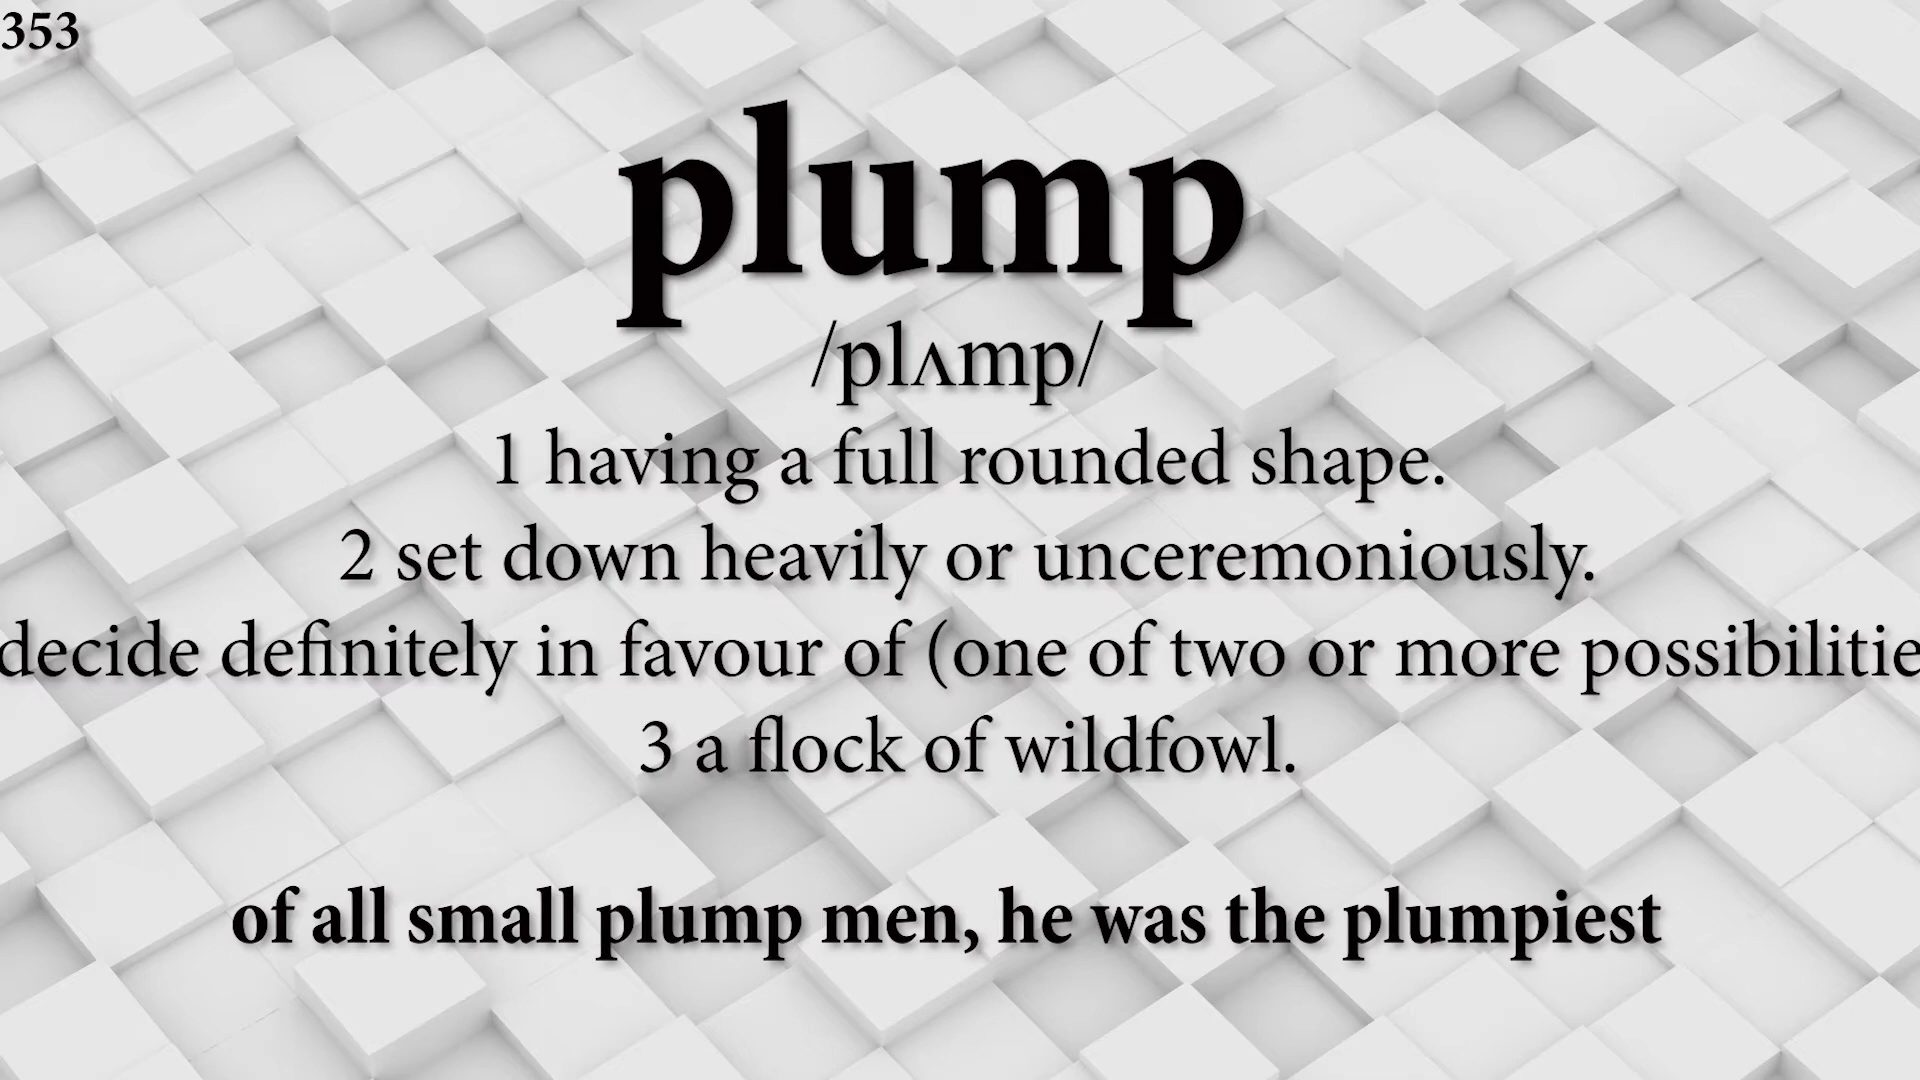 353
plump
/plʌmp/
1 having a full rounded shape.
2 set down heavily or unceremoniously.
decide definitely in favour of (one of two or more possibilitie
3 a flock of wildfowl.
of all small plump men, he was the plumpiest